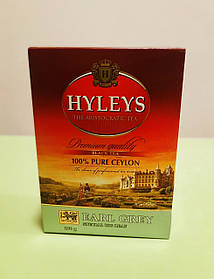 HYLEYS
THE ARISTOCRATIC TEA
Premium quality
BLACK TEA
100% PURE CEYLON
EARL GREY